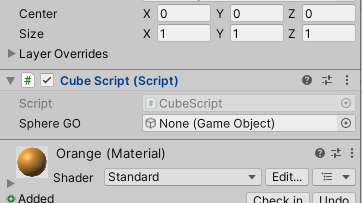 Center X 0 Y 0 Z 0
Size X 1 Y 1 Z 1
Layer Overrides
# Cube Script (Script)
Script # CubeScript
Sphere GO None (Game Object)
Orange (Material)
Shader Standard Edit...
Added Check in Undo